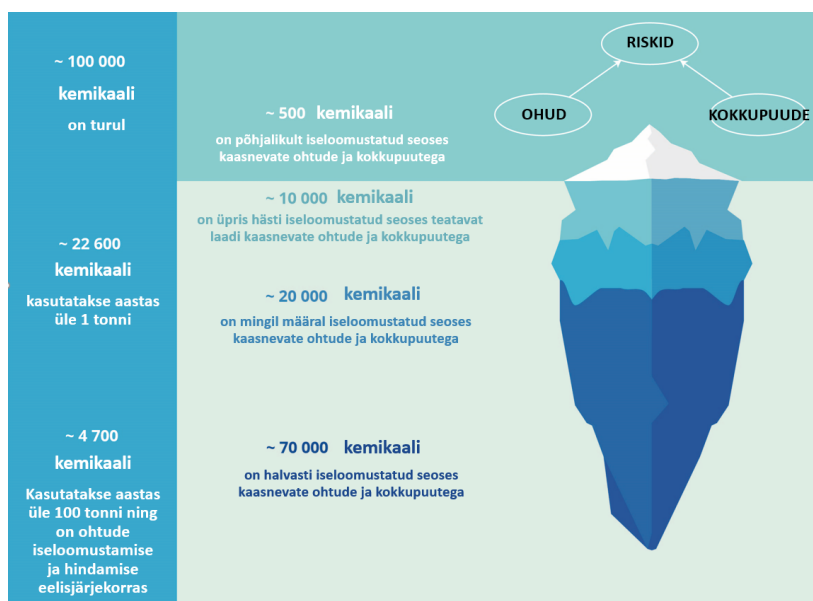 ~ 100 000
kemikaali
on turul
~ 22 600
kemikaali
kasutatakse aastas
üle 1 tonni
~ 4 700
kemikaali
Kasutatakse aastas
üle 100 tonni ning
on ohtude
iseloomustamise
ja hindamise
eelisjärjekorras
~ 500 kemikaali
on põhjalikult iseloomustatud seoses
kaasnevate ohtude ja kokkupuutega
~ 10 000 kemikaali
on üpris hästi iseloomustatud seoses teatavat
laadi kaasnevate ohtude ja kokkupuutega
~ 20 000 kemikaali
on mingil määral iseloomustatud seoses
kaasnevate ohtude ja kokkupuutega
~ 70 000 kemikaali
on halvasti iseloomustatud seoses
kaasnevate ohtude ja kokkupuutega
RISKID
OHUD
KOKKUPUUDE